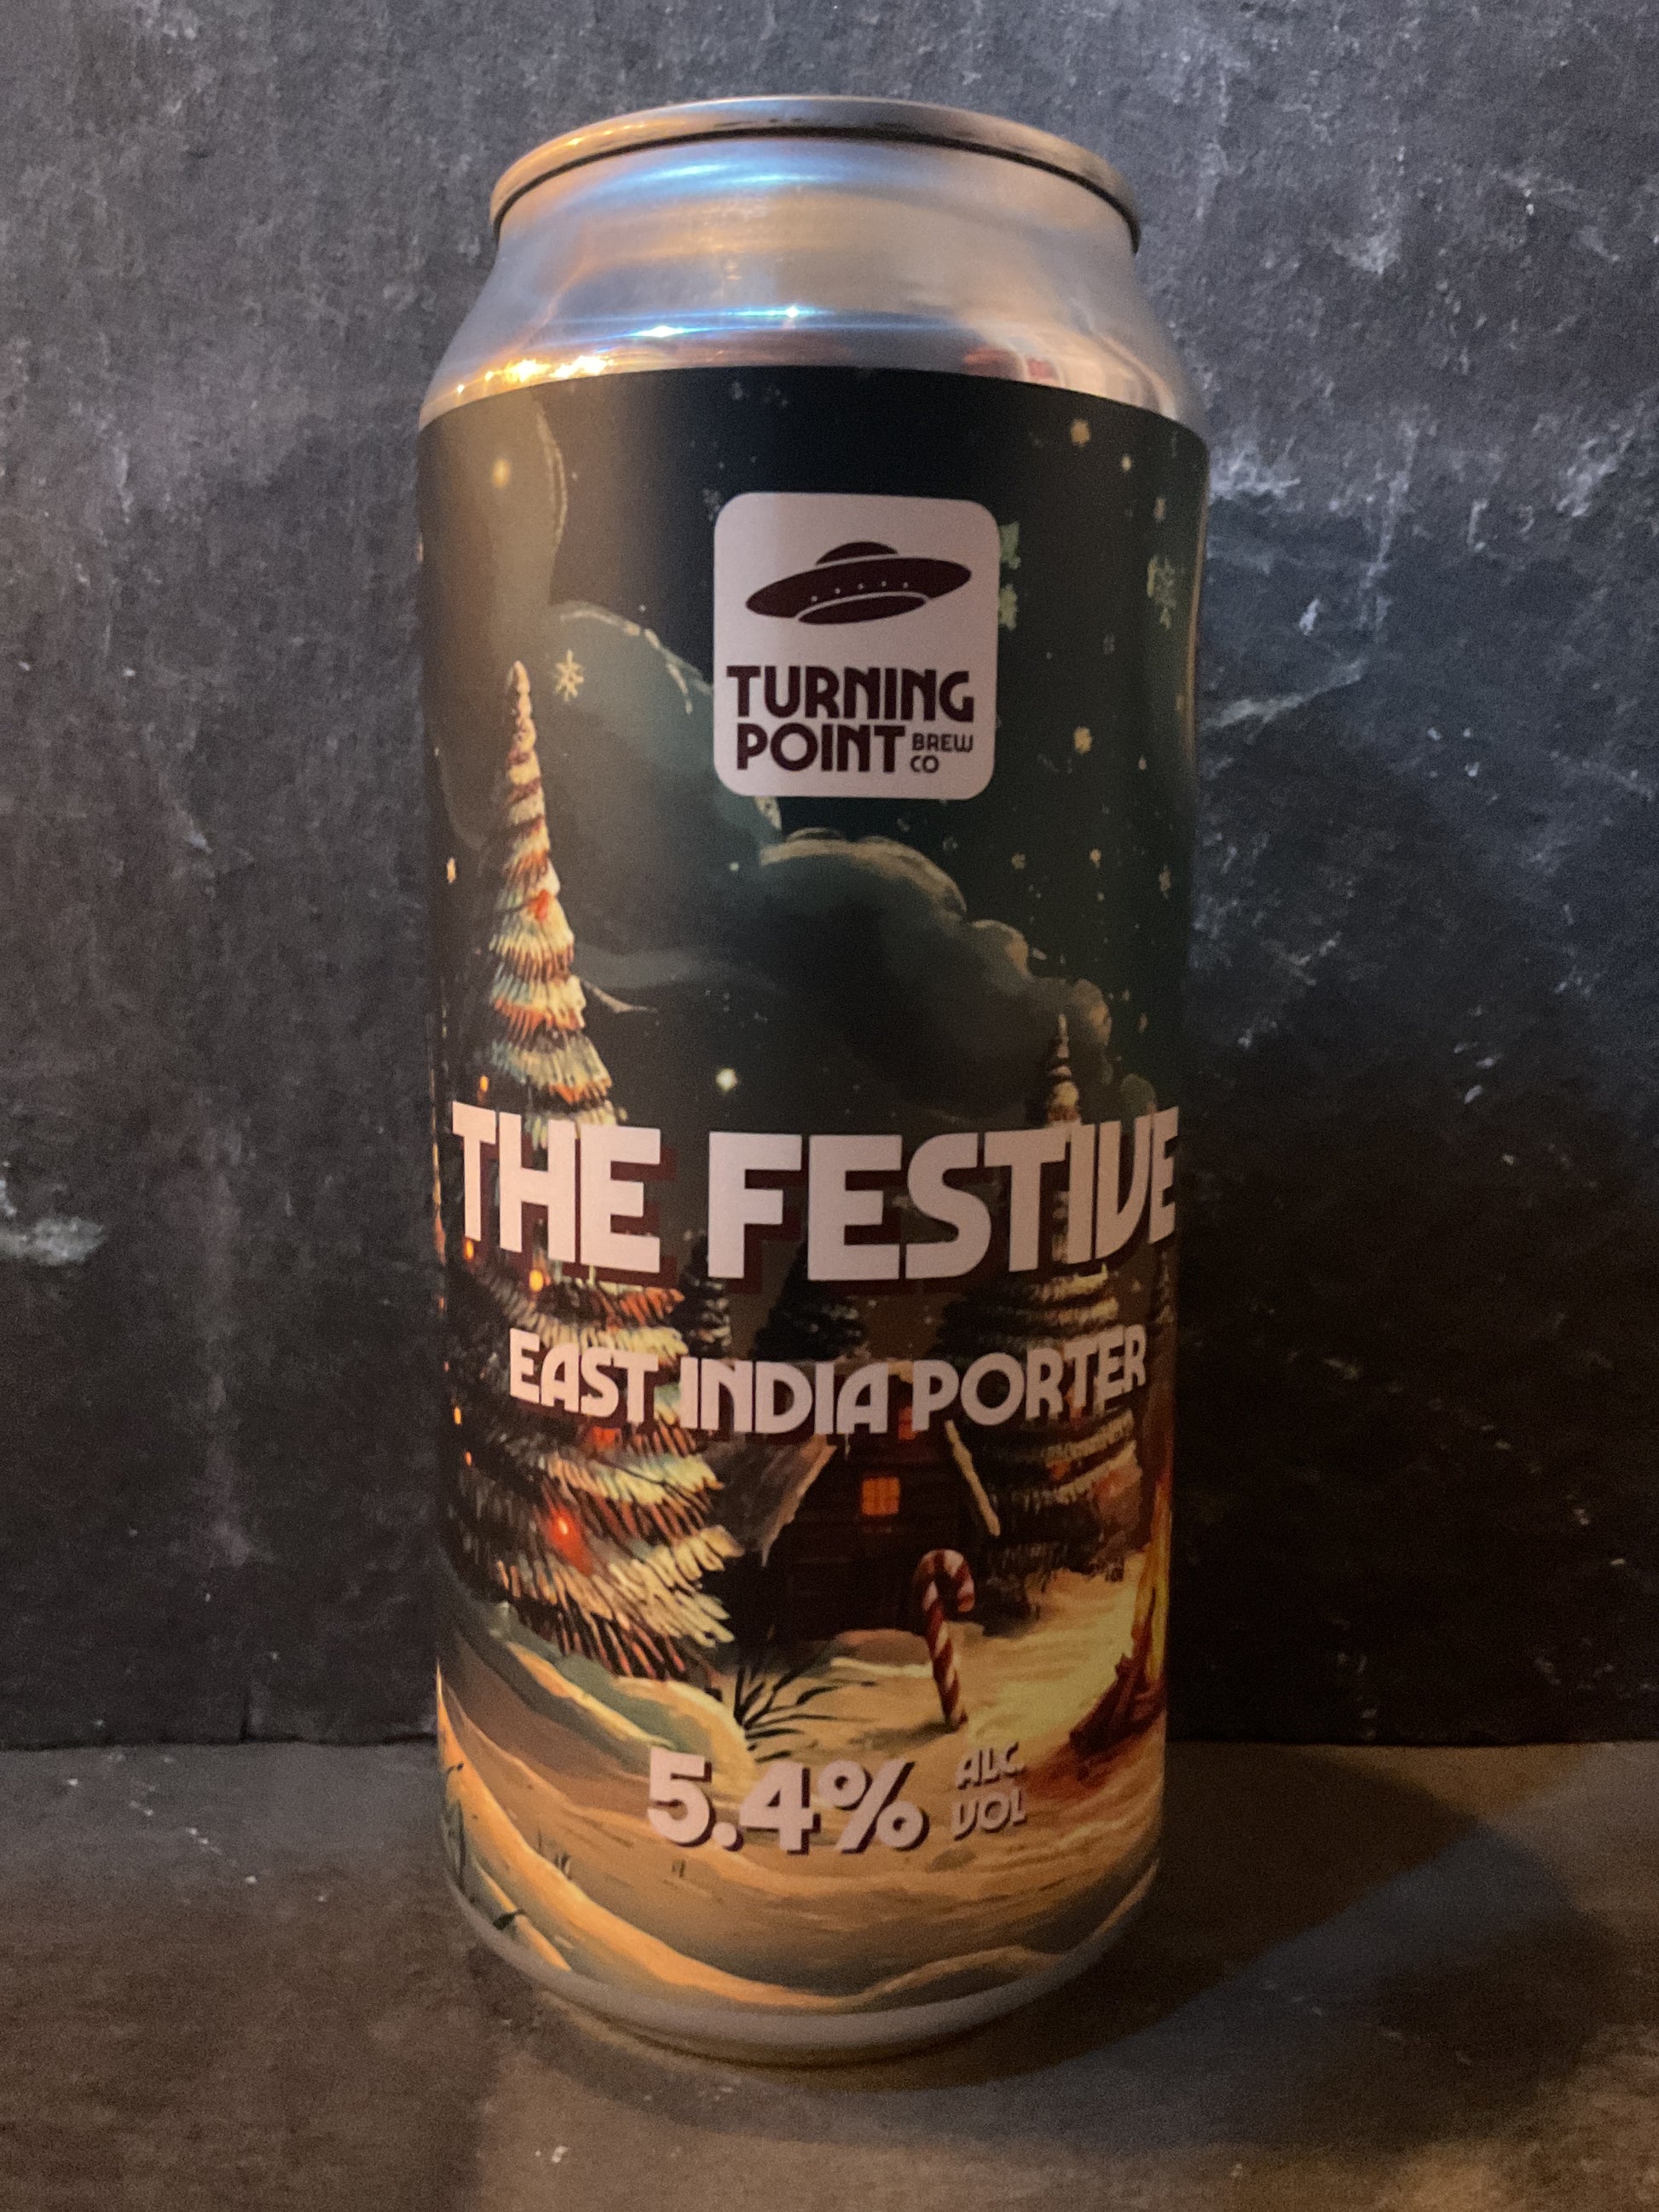 TURNING
POINT BREW
CO
THE FESTIVE
EAST INDIA PORTER
5.4% ALC.
VOL